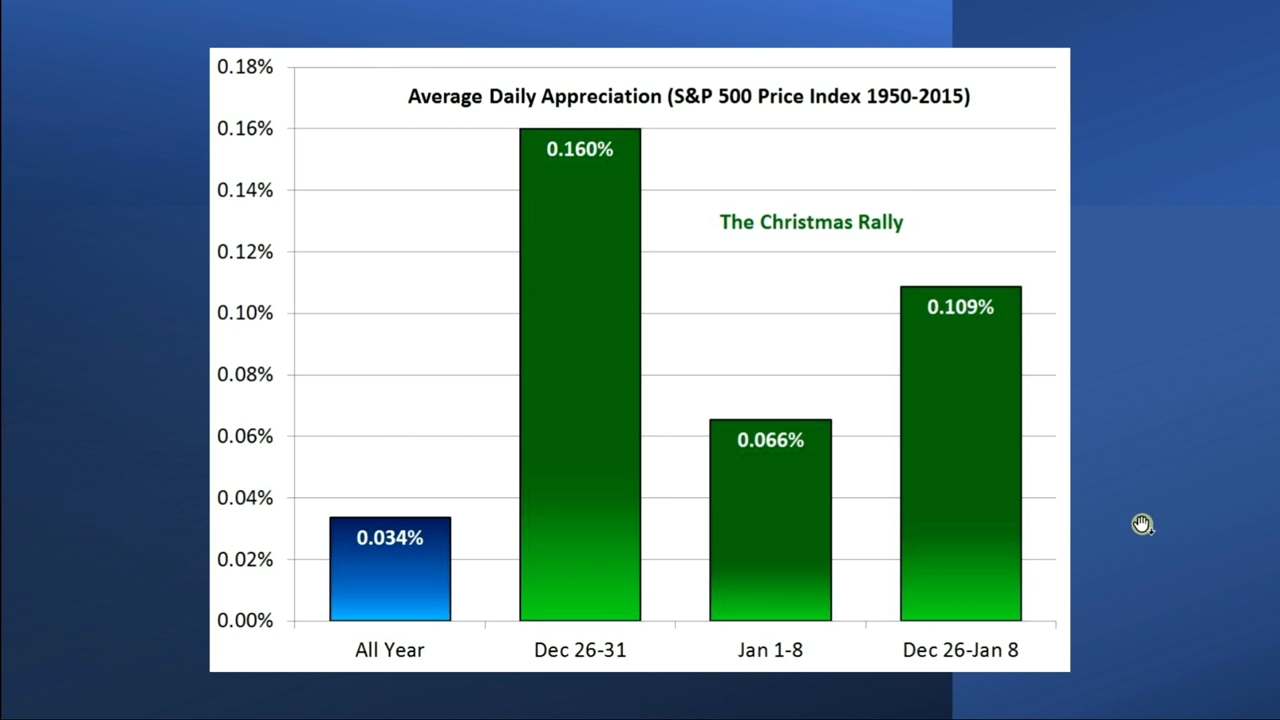 Average Daily Appreciation (S&P 500 Price Index 1950-2015)
The Christmas Rally
0.18%
0.16%
0.14%
0.12%
0.10%
0.08%
0.06%
0.04%
0.02%
0.00%
0.034%
0.160%
0.066%
0.109%
All Year
Dec 26-31
Jan 1-8
Dec 26-Jan 8